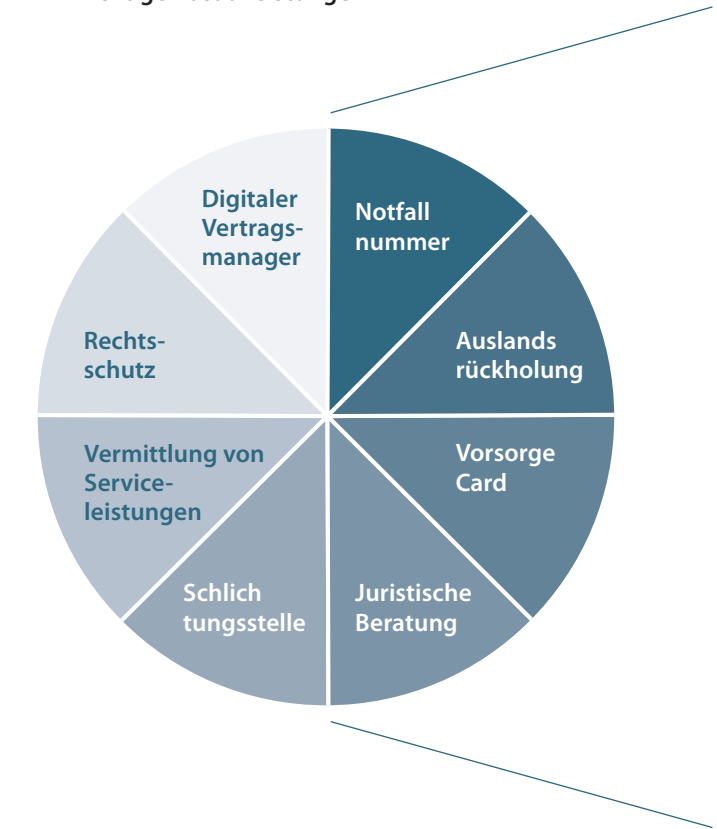 Digitaler
Vertrags-
manager
Notfall
nummer
Auslands
rückholung
Vorsorge
Card
Juristische
Beratung
Schlich
tungsstelle
Vermittlung von
Service-
leistungen
Rechts-
schutz